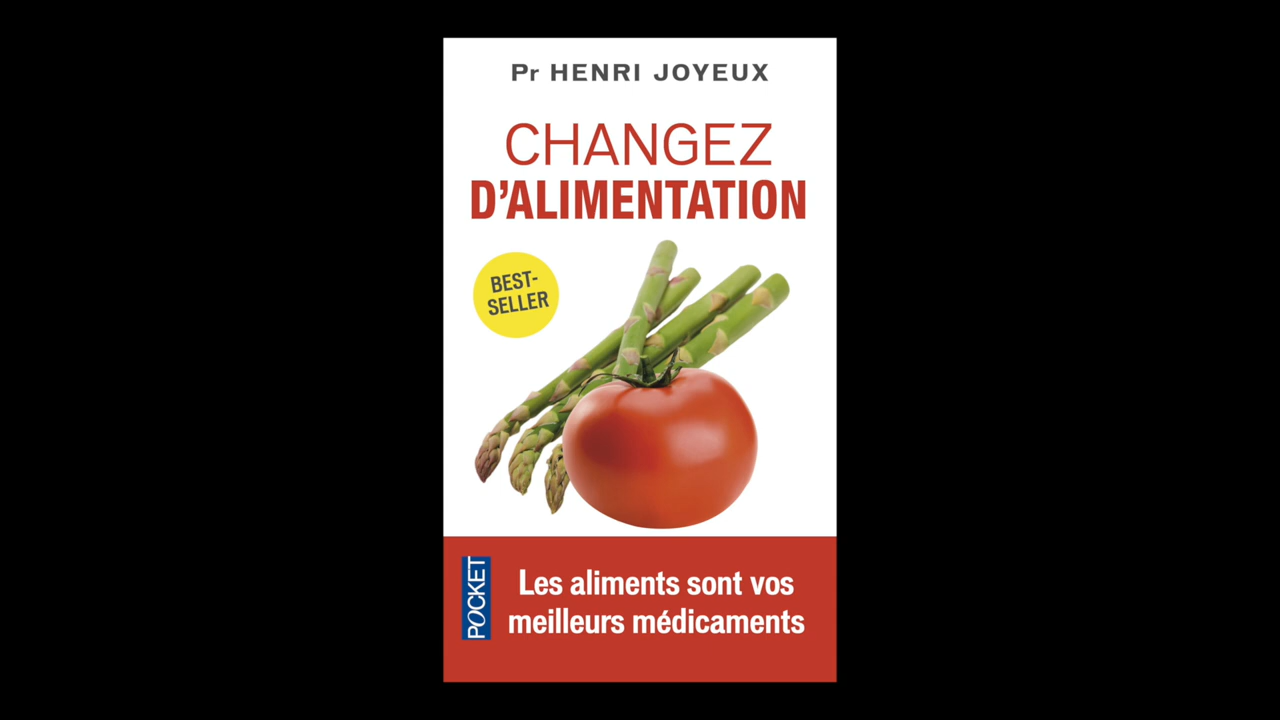 Pr HENRI JOYEUX
CHANGEZ
D’ALIMENTATION
BEST-
SELLER
POCKET
Les aliments sont vos
meilleurs médicaments